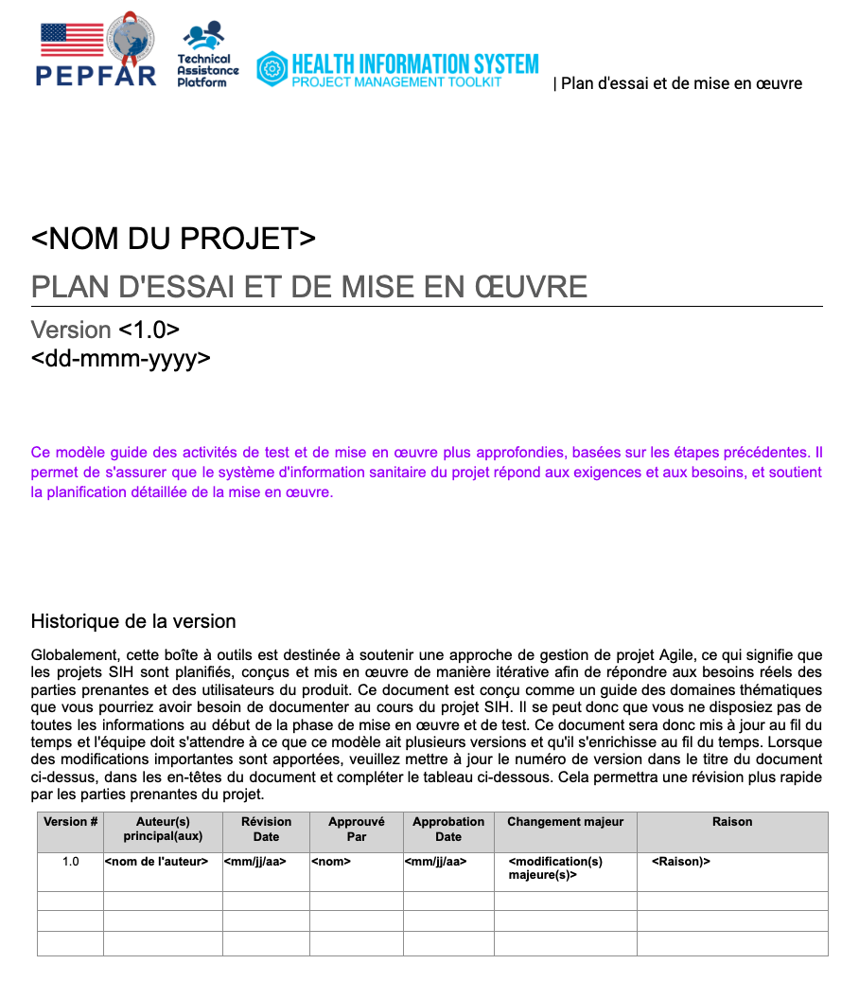 PEPFAR
Technical
Assistance
Platform
HEALTH INFORMATION SYSTEM
PROJECT MANAGEMENT TOOLKIT
| Plan d'essai et de mise en œuvre
<NOM DU PROJET>
PLAN D'ESSAI ET DE MISE EN ŒUVRE
Version <1.0>
<dd-mmm-yyyy>
Ce modèle guide des activités de test et de mise en œuvre plus approfondies, basées sur les étapes précédentes. Il
permet de s'assurer que le système d'information sanitaire du projet répond aux exigences et aux besoins, et soutient
la planification détaillée de la mise en œuvre.
Historique de la version
Globalement, cette boîte à outils est destinée à soutenir une approche de gestion de projet Agile, ce qui signifie que
les projets SIH sont planifiés, conçus et mis en œuvre de manière itérative afin de répondre aux besoins réels des
parties prenantes et des utilisateurs du produit. Ce document est conçu comme un guide des domaines thématiques
que vous pourriez avoir besoin de documenter au cours du projet SIH. Il se peut donc que vous ne disposiez pas de
toutes les informations au début de la phase de mise en œuvre et de test. Ce document sera donc mis à jour au fil du
temps et l'équipe doit s'attendre à ce que ce modèle ait plusieurs versions et qu'il s'enrichisse au fil du temps. Lorsque
des modifications importantes sont apportées, veuillez mettre à jour le numéro de version dans le titre du document
ci-dessus, dans les en-têtes du document et compléter le tableau ci-dessous. Cela permettra une révision plus rapide
par les parties prenantes du projet.
Version # Auteur(s) principal(aux) Révision Date Approuvé Par Approbation Date Changement majeur Raison
1.0 <nom de l'auteur> <mm/jj/aa> <nom> <mm/jj/aa> <modification(s) majeure(s)> <Raison)>